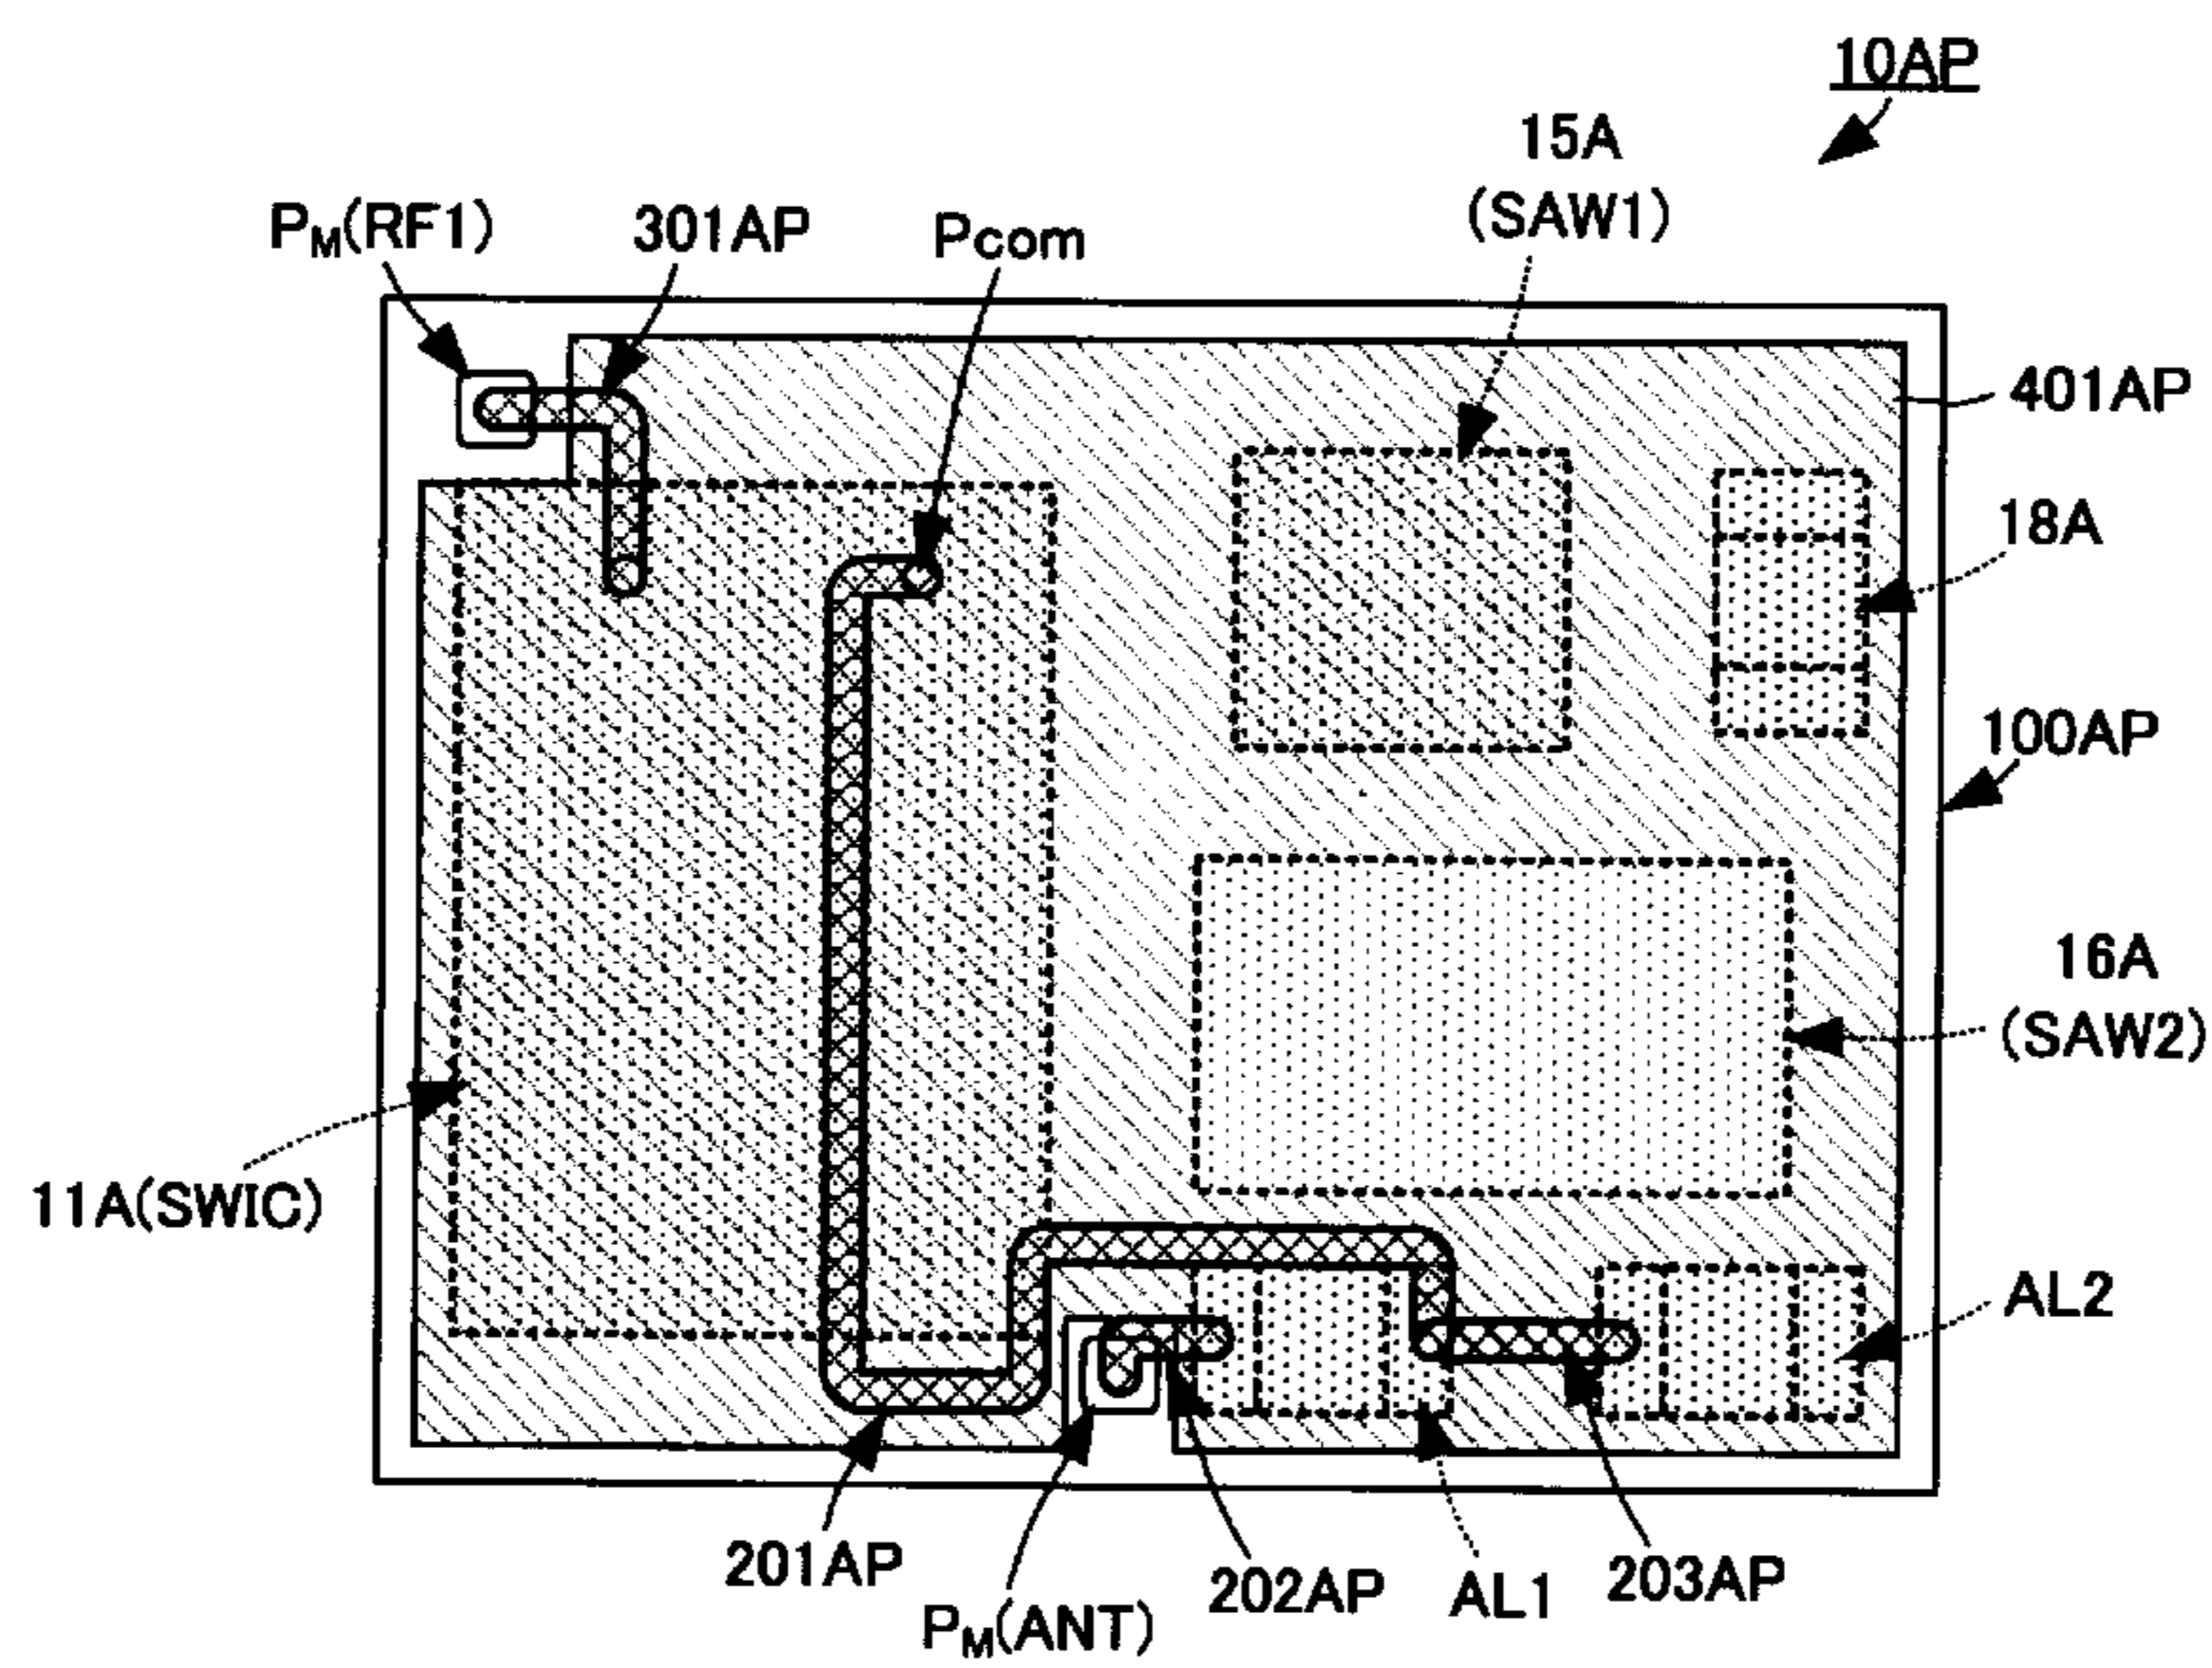 10AP
15A
(SAW1)
PM(RF1)
301AP
Pcom
401AP
18A
100AP
16A
(SAW2)
11A(SWIC)
AL2
201AP
202AP
AL1
203AP
PM(ANT)